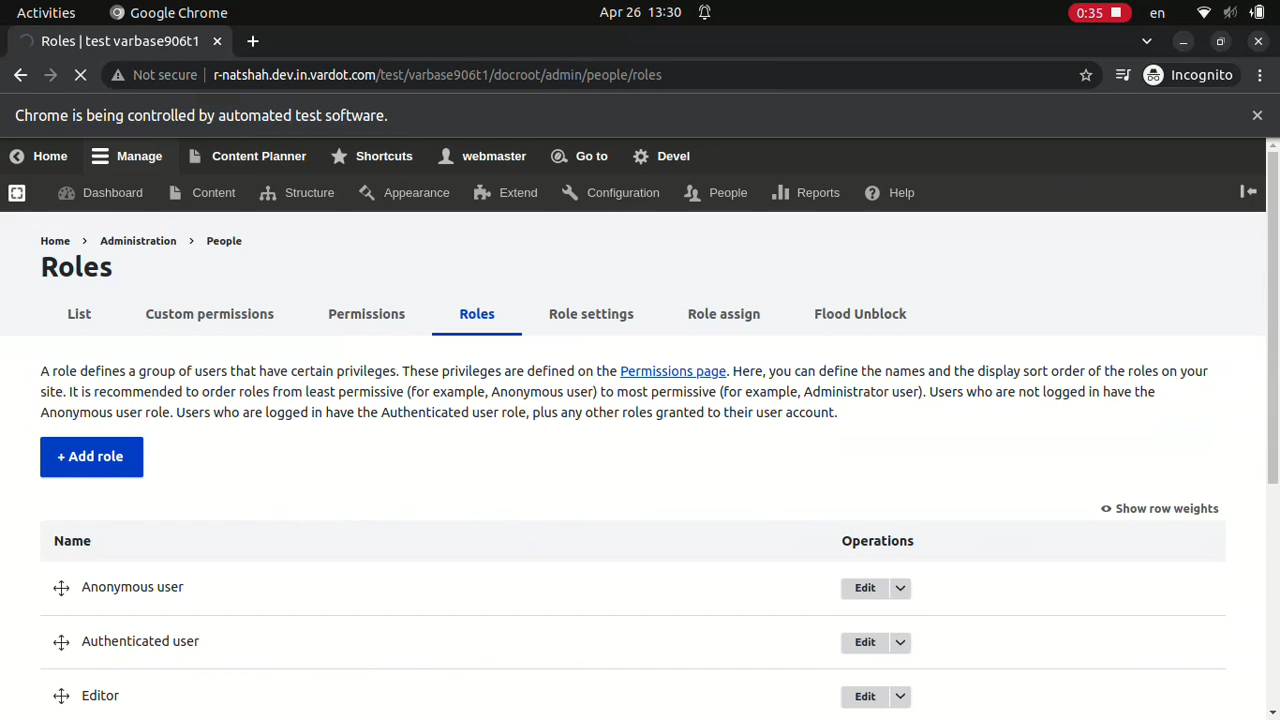 Activities
Google Chrome
Apr 26 13:30
0:35
en
Roles | test varbase906t1
Not secure
r-natshah.dev.in.vardot.com/test/varbase906t1/docroot/admin/people/roles
Incognito
Chrome is being controlled by automated test software.
Home
Manage
Content Planner
Shortcuts
webmaster
Go to
Devel
Dashboard
Content
Structure
Appearance
Extend
Configuration
People
Reports
Help
Home > Administration > People
Roles
List
Custom permissions
Permissions
Roles
Role settings
Role assign
Flood Unblock
A role defines a group of users that have certain privileges. These privileges are defined on the Permissions page. Here, you can define the names and the display sort order of the roles on your
site. It is recommended to order roles from least permissive (for example, Anonymous user) to most permissive (for example, Administrator user). Users who are not logged in have the
Anonymous user role. Users who are logged in have the Authenticated user role, plus any other roles granted to their user account.
+ Add role
Show row weights
Name
Operations
Anonymous user
Edit
Authenticated user
Edit
Editor
Edit